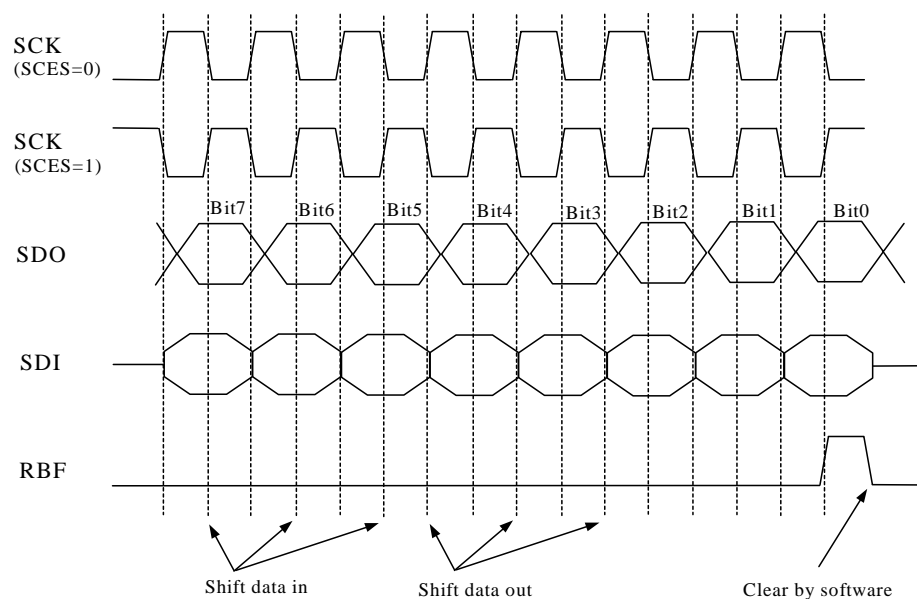 SCK
(SCES=0)
SCK
(SCES=1)
Bit7 Bit6 Bit5 Bit4 Bit3 Bit2 Bit1 Bit0
SDO
SDI
RBF
Shift data in Shift data out Clear by software